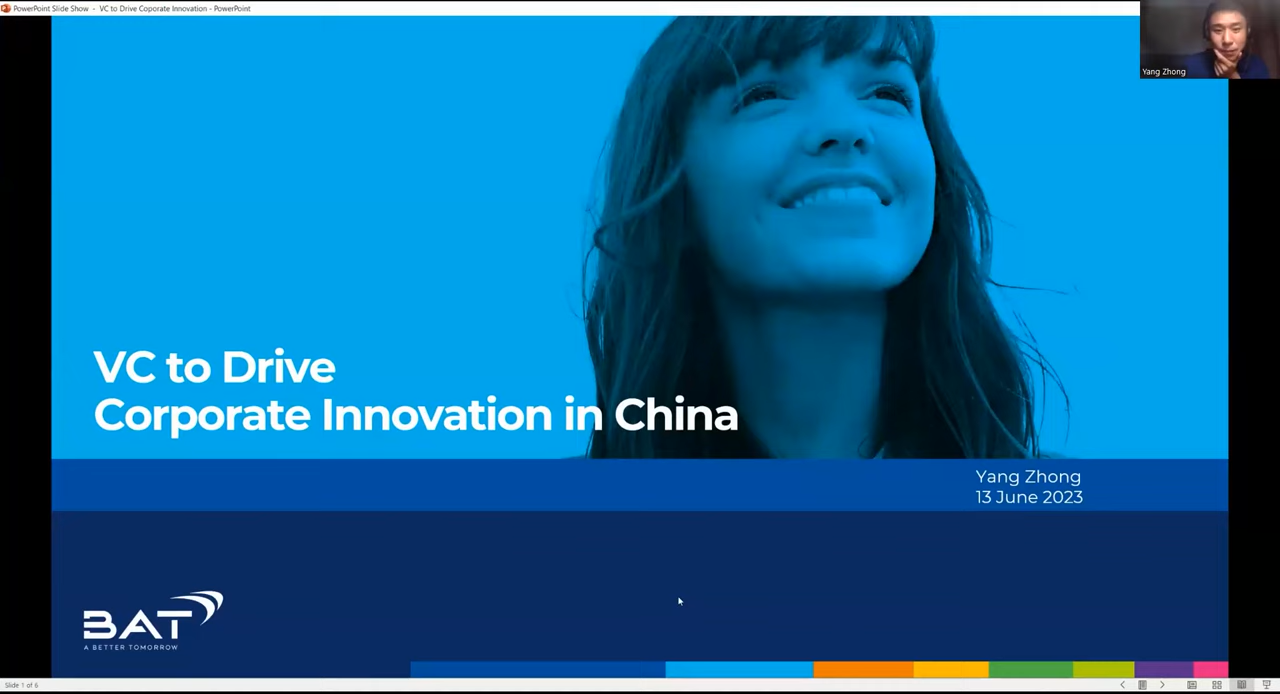 PowerPoint Slide Show - VC to Drive Coporate Innovation - PowerPoint
Yang Zhong
VC to Drive
Corporate Innovation in China
Yang Zhong
13 June 2023
BAT
A BETTER TOMORROW
Slide 1 of 6